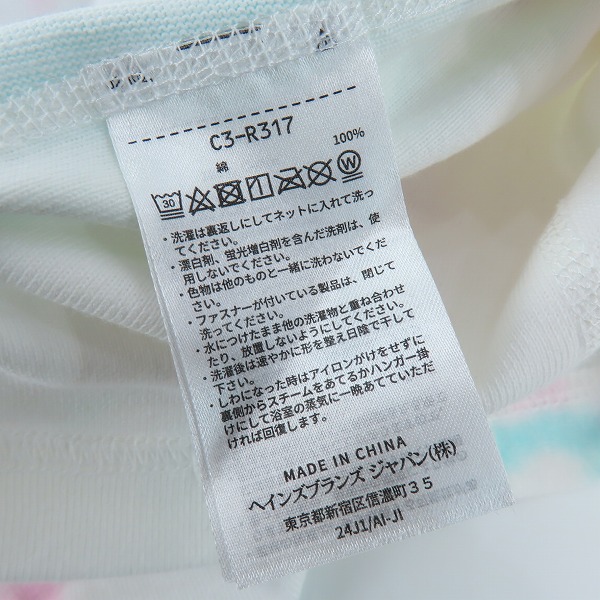 C3-R317
綿 100%
30 W
・洗濯は裏返しにしてネットに入れて洗っ
てください。
・漂白剤、蛍光増白剤を含んだ洗剤は、使
用しないでください。
・色物は他のものと一緒に洗わないでくだ
さい。
・ファスナーが付いている製品は、閉じて
洗ってください。
・水につけたまま他の洗濯物と重ね合わせ
たり、放置しないようにしてください。
・洗濯後は速やかに形を整え日陰で干して
下さい。
・しわになった時はアイロンがけをせずに
裏側からスチームをあてるかハンガー掛
けにして浴室の蒸気に一晩あてていただ
ければ回復します。
MADE IN CHINA
ヘインズブランズ ジャパン(株)
東京都新宿区信濃町35
24J1/AI-JI